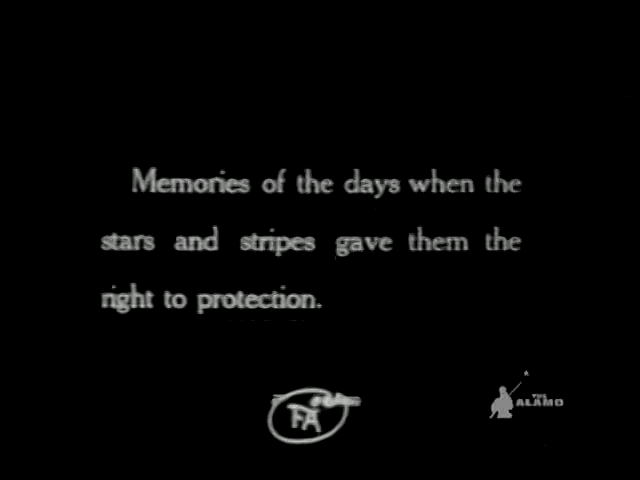 Memories of the days when the
stars and stripes gave them the
right to protection.
FA
THE
ALAMO